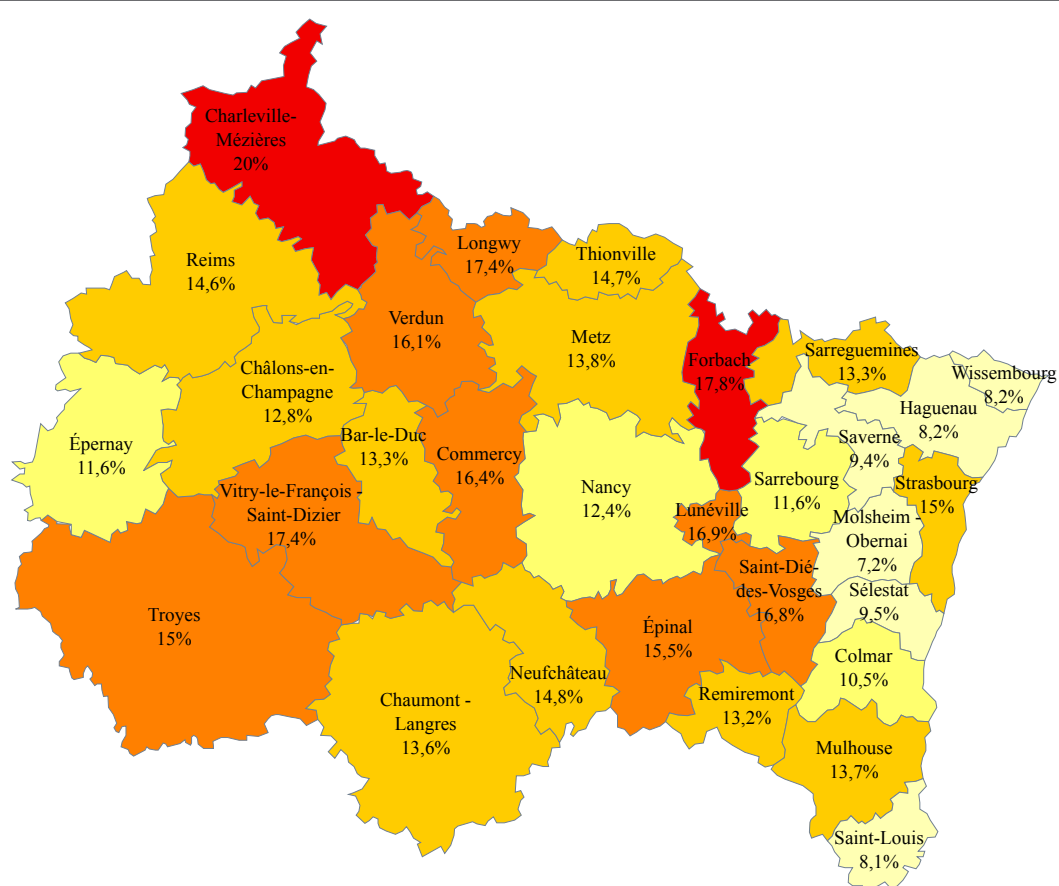 Charleville-
Mézières
20%
Longwy
17,4%
Thionville
14,7%
Reims
14,6%
Verdun
16,1%
Metz
13,8%
Forbach
17,8%
Sarreguemines
13,3%
Wissembourg
8,2%
Châlons-en-
Champagne
12,8%
Haguenau
8,2%
Épernay
11,6%
Bar-le-Duc
13,3%
Commercy
16,4%
Saverne
9,4%
Nancy
12,4%
Sarrebourg
11,6%
Strasbourg
15%
Vitry-le-François -
Saint-Dizier
17,4%
Lunéville
16,9%
Molsheim -
Obernai
7,2%
Saint-Dié-
des-Vosges
16,8%
Sélestat
9,5%
Troyes
15%
Épinal
15,5%
Colmar
10,5%
Neufchâteau
14,8%
Chaumont -
Langres
13,6%
Remiremont
13,2%
Mulhouse
13,7%
Saint-Louis
8,1%